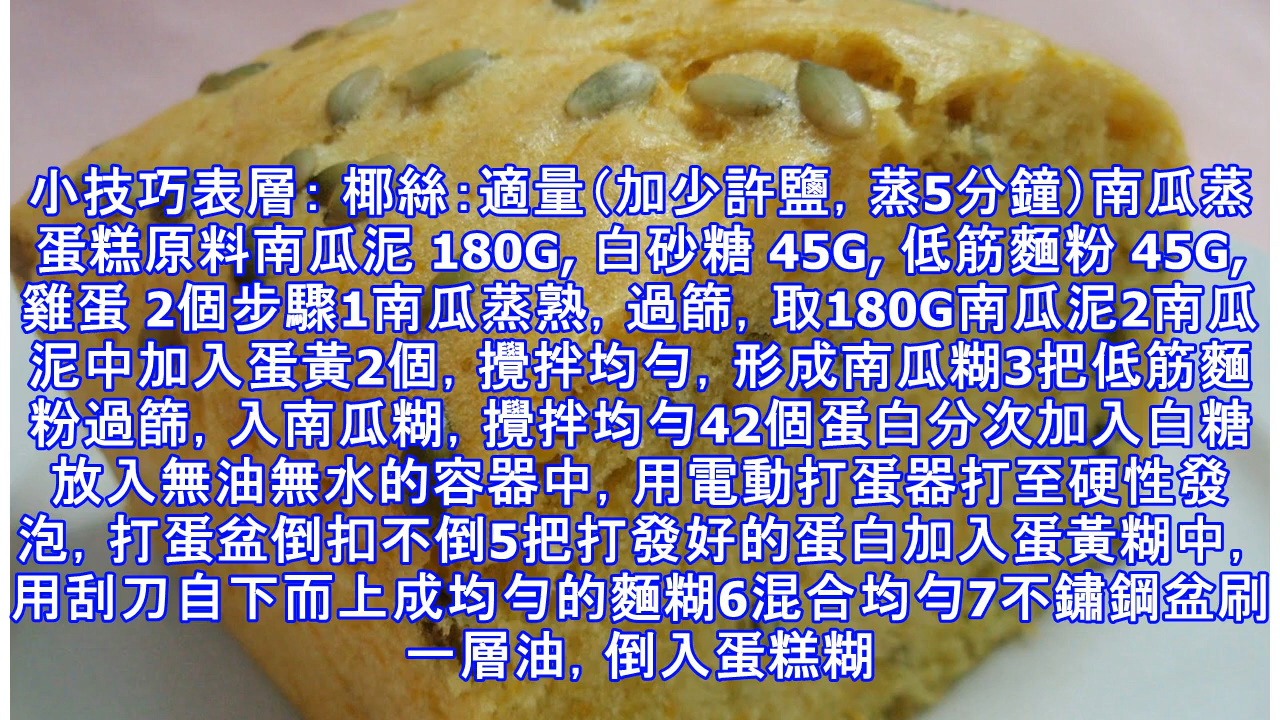 小技巧表層: 椰絲:適量(加少許鹽, 蒸5分鐘)南瓜蒸
蛋糕原料南瓜泥 180G, 白砂糖 45G, 低筋麵粉 45G,
雞蛋 2個步驟1南瓜蒸熟, 過篩, 取180G南瓜泥2南瓜
泥中加入蛋黃2個, 攪拌均勻, 形成南瓜糊3把低筋麵
粉過篩, 入南瓜糊, 攪拌均勻42個蛋白分次加入白糖
放入無油無水的容器中, 用電動打蛋器打至硬性發
泡, 打蛋盆倒扣不倒5把打發好的蛋白加入蛋黃糊中,
用刮刀自下而上成均勻的麵糊6混合均勻7不鏽鋼盆刷
一層油, 倒入蛋糕糊